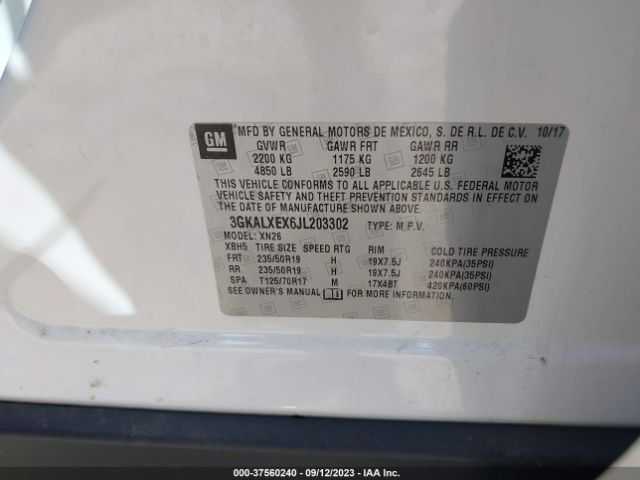 GM
MFD BY GENERAL MOTORS DE MEXICO, S. DE R.L. DE C.V. 10/17
GVWR GAWR FRT GAWR RR
2200 KG 1175 KG 1200 KG
4850 LB 2590 LB 2645 LB
THIS VEHICLE CONFORMS TO ALL APPLICABLE U.S. FEDERAL MOTOR
VEHICLE SAFETY AND THEFT PREVENTION STANDARDS IN EFFECT ON
THE DATE OF MANUFACTURE SHOWN ABOVE.
3GKALXEX6JL203302 TYPE: M.P.V.
MODEL: XN26
XBH5 TIRE SIZE SPEED RTG RIM COLD TIRE PRESSURE
FRT 235/50R19 H 19X7.5J 240KPA(35PSI)
RR 235/50R19 H 19X7.5J 240KPA(35PSI)
SPA T125/70R17 M 17X4BT 420KPA(60PSI)
SEE OWNER'S MANUAL FOR MORE INFORMATION
000-37560240 - 09/12/2023 - IAA Inc.